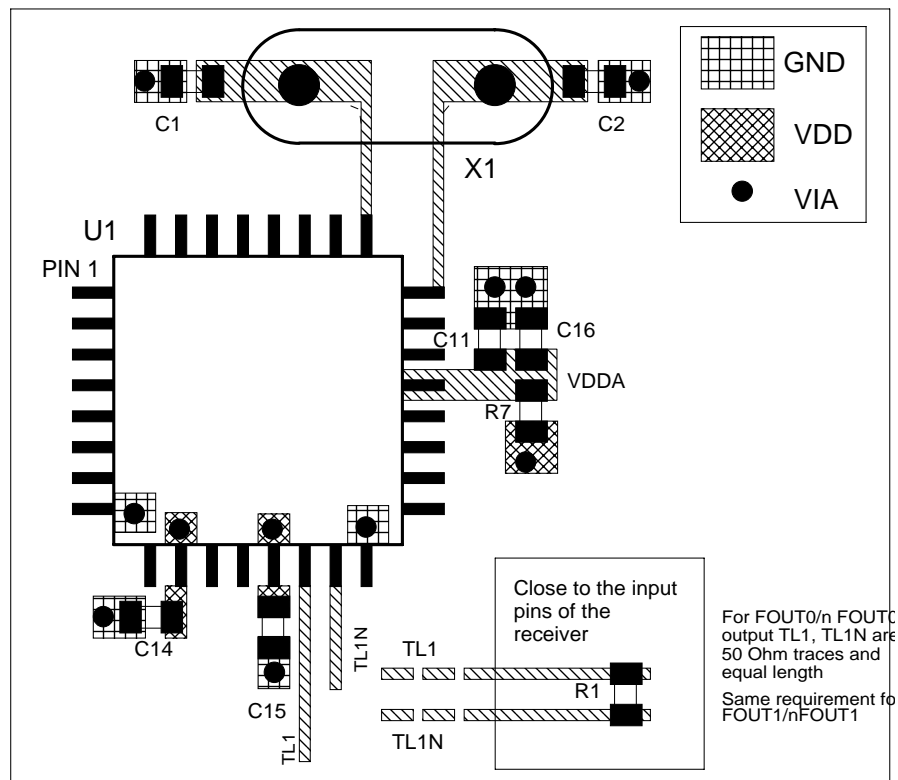 C1
C2
X1
GND
VDD
VIA
U1
PIN 1
C11
C16
VDDA
R7
C14
C15
TL1
TL1N
Close to the input
pins of the
receiver
TL1
R1
TL1N
For FOUT0/n FOUT0
output TL1, TL1N are
50 Ohm traces and
equal length
Same requirement fo
FOUT1/nFOUT1